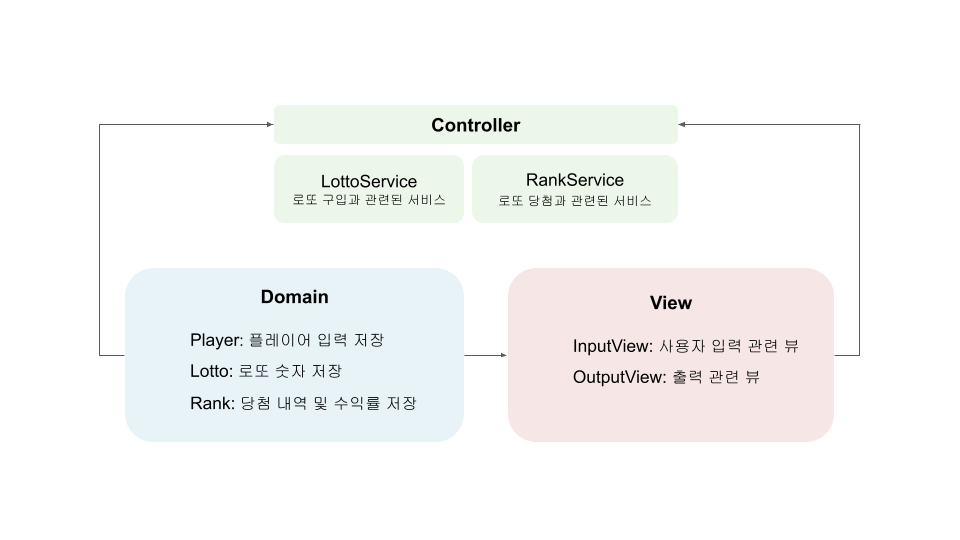 Controller
LottoService
로또 구입과 관련된 서비스
RankService
로또 당첨과 관련된 서비스
Domain
Player: 플레이어 입력 저장
Lotto: 로또 숫자 저장
Rank: 당첨 내역 및 수익률 저장
View
InputView: 사용자 입력 관련 뷰
OutputView: 출력 관련 뷰